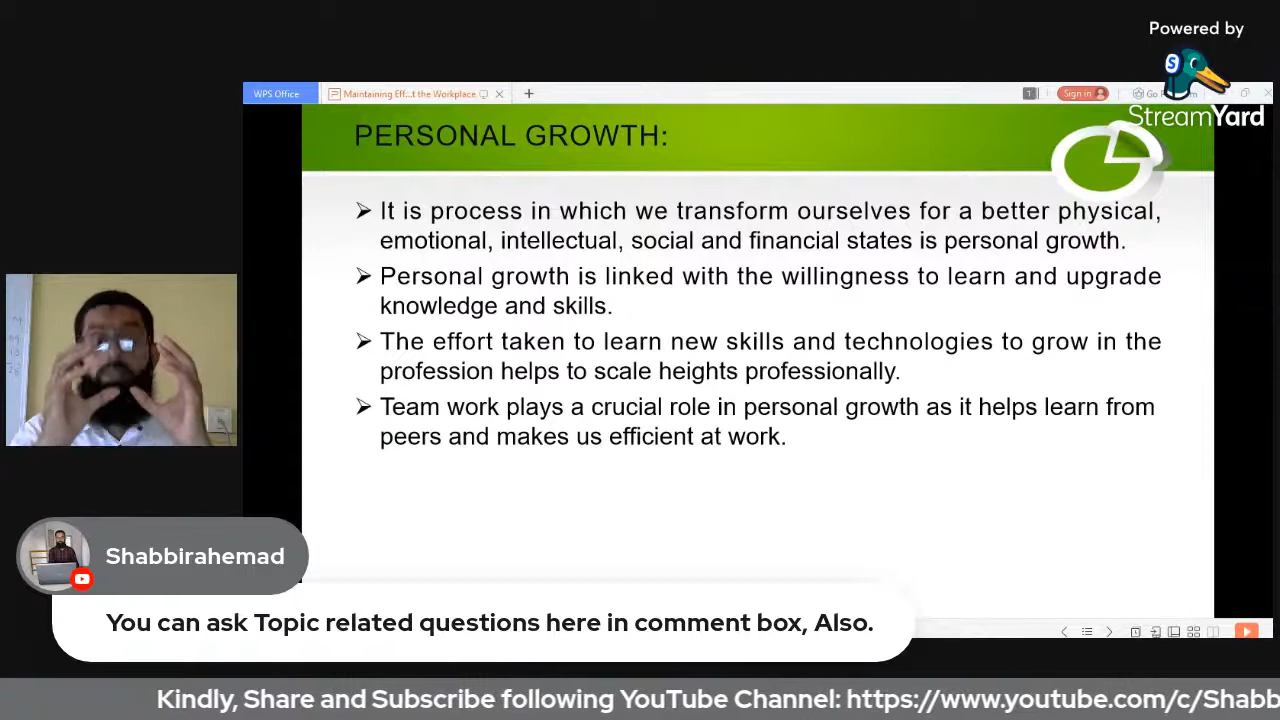 Powered by
StreamYard
WPS Office
Maintaining Eff...t the Workplace
Sign in
Go
PERSONAL GROWTH:
➢ It is process in which we transform ourselves for a better physical,
emotional, intellectual, social and financial states is personal growth.
➢ Personal growth is linked with the willingness to learn and upgrade
knowledge and skills.
➢ The effort taken to learn new skills and technologies to grow in the
profession helps to scale heights professionally.
➢ Team work plays a crucial role in personal growth as it helps learn from
peers and makes us efficient at work.
Shabbirahemad
You can ask Topic related questions here in comment box, Also.
Kindly, Share and Subscribe following YouTube Channel: https://www.youtube.com/c/Shabb